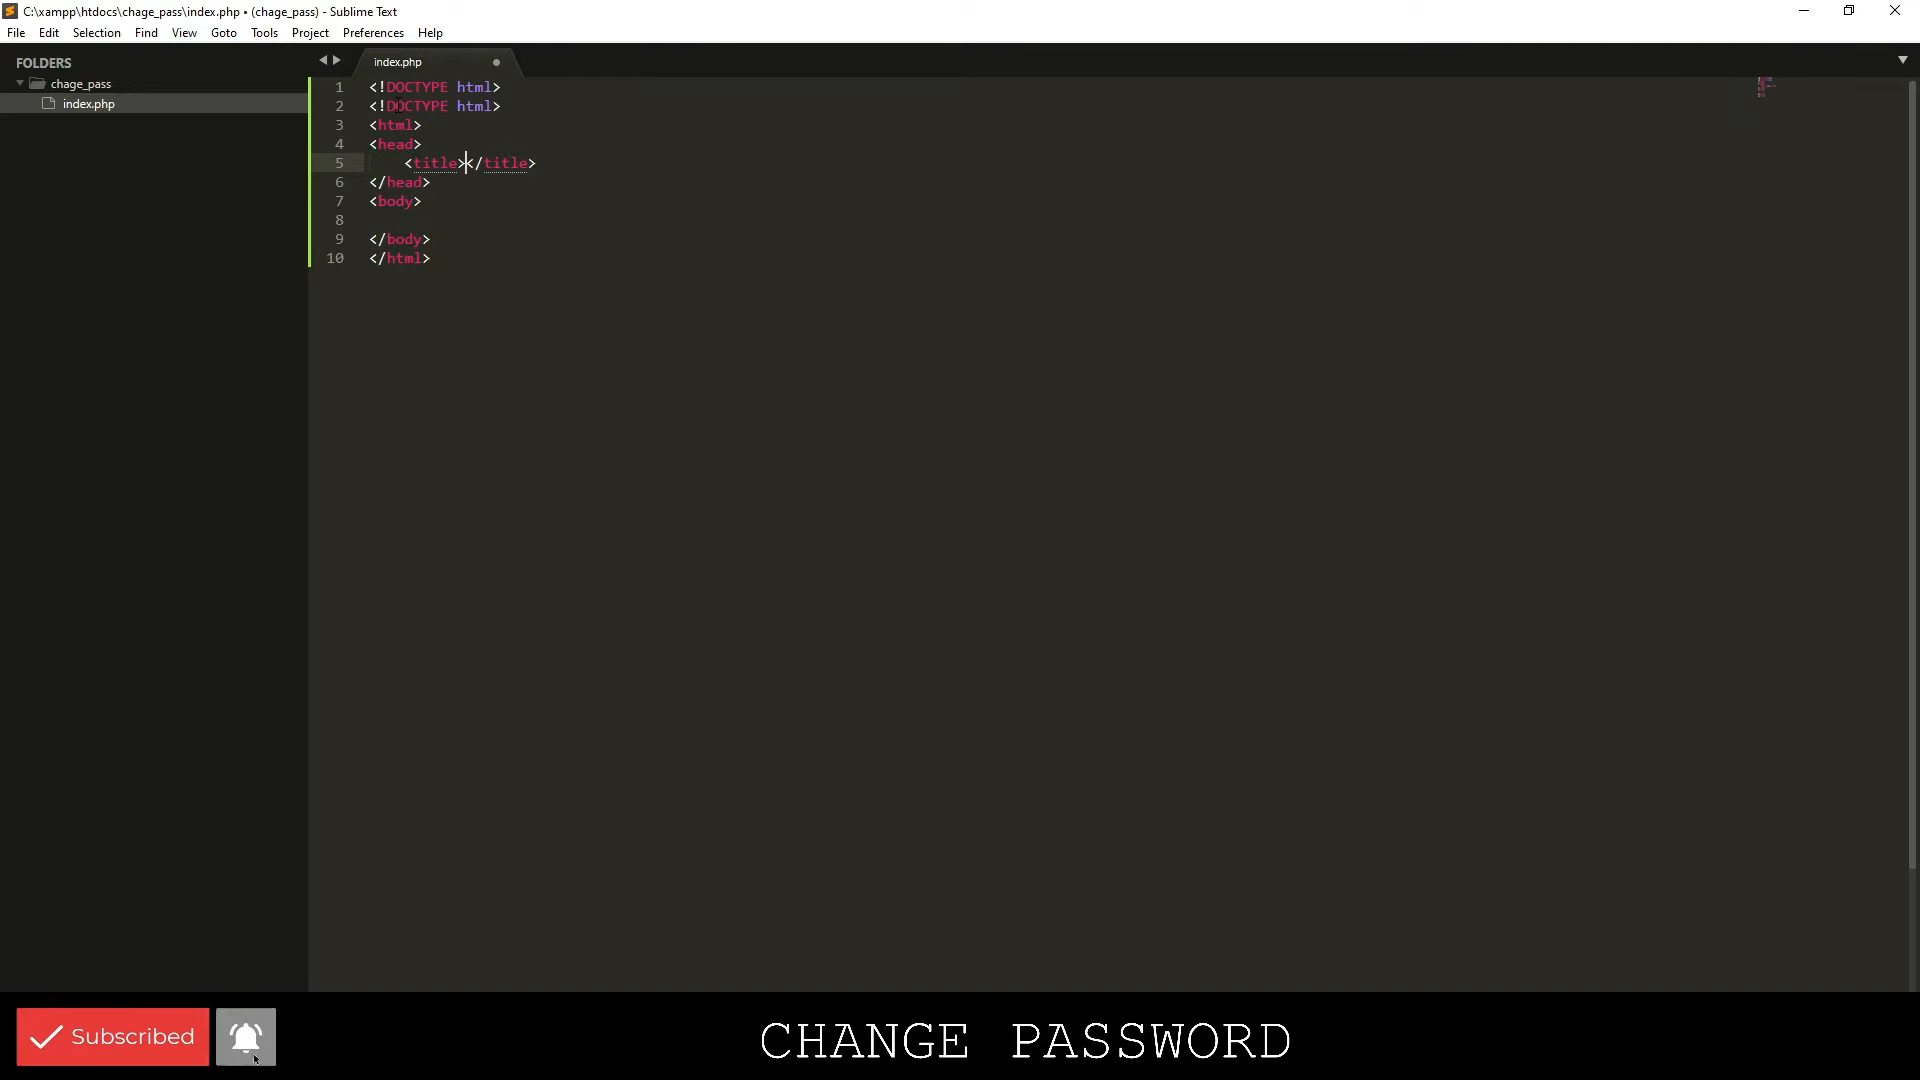 C:\xampp\htdocs\chage_pass\index.php • (chage_pass) - Sublime Text
File Edit Selection Find View Goto Tools Project Preferences Help
FOLDERS
chage_pass
index.php
index.php
1 <!DOCTYPE html>
2 <!DOCTYPE html>
3 <html>
4 <head>
5 <title></title>
6 </head>
7 <body>
8
9 </body>
10 </html>
Subscribed
CHANGE PASSWORD